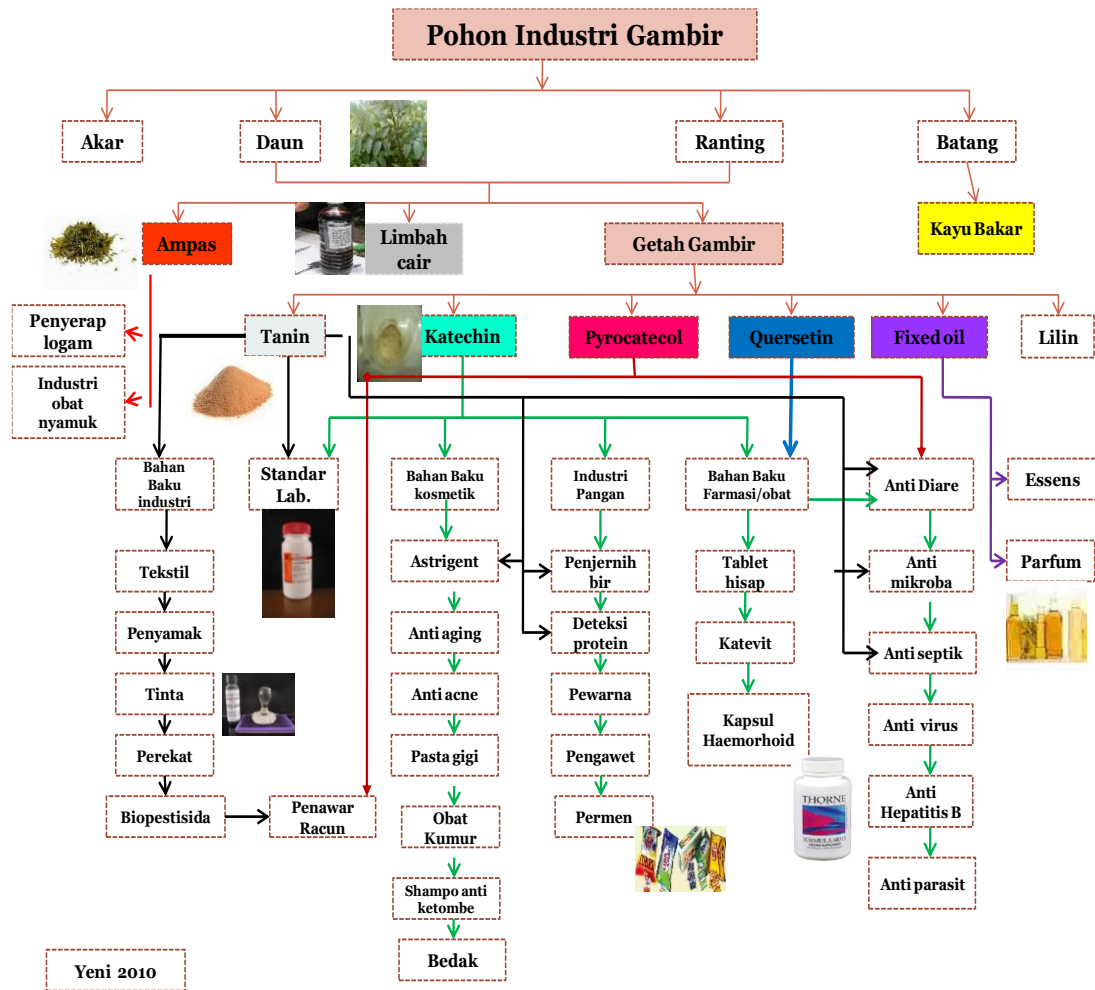 Pohon Industri Gambir
Akar
Daun
Ranting
Batang
Ampas
Limbah
cair
Getah Gambir
Kayu Bakar
Penyerap
logam
Industri
obat
nyamuk
Tanin
Katechin
Pyrocatecol
Quersetin
Fixed oil
Lilin
Bahan
Baku
industri
Standar
Lab.
Bahan Baku
kosmetik
Industri
Pangan
Bahan Baku
Farmasi/obat
Anti Diare
Essens
Tekstil
Astrigent
Penjernih
bir
Tablet
hisap
Anti
mikroba
Parfum
Penyamak
Anti aging
Deteksi
protein
Katevit
Anti septik
Tinta
Anti acne
Pewarna
Kapsul
Haemorhoid
Anti virus
Perekat
Pasta gigi
Pengawet
Anti
Hepatitis B
THORNE
Biopestisida
Penawar
Racun
Obat
Kumur
Permen
Shampo anti
ketombe
Anti parasit
Bedak
Yeni 2010